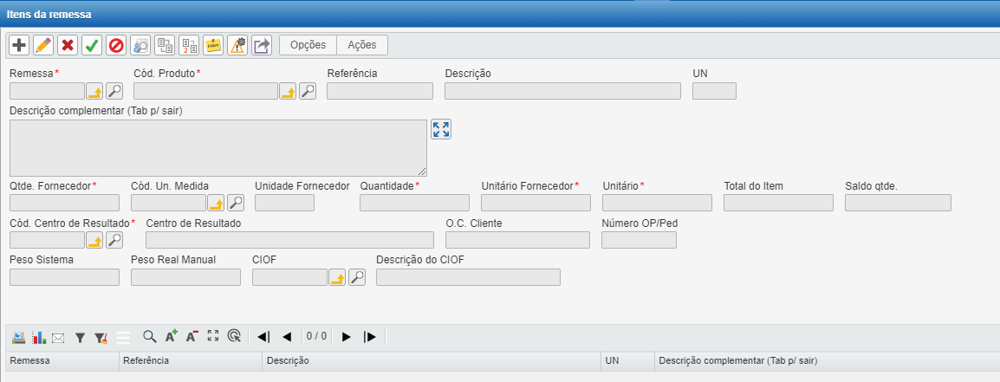 Itens da remessa
Opções Ações
Remessa* Cód. Produto* Referência Descrição UN
Descrição complementar (Tab p/ sair)
Qtde. Fornecedor* Cód. Un. Medida Unidade Fornecedor Quantidade* Unitário Fornecedor* Unitário* Total do Item Saldo qtde.
Cód. Centro de Resultado* Centro de Resultado O.C. Cliente Número OP/Ped
Peso Sistema Peso Real Manual CIOF Descrição do CIOF
A+ A- 0 / 0
Remessa Referência Descrição UN Descrição complementar (Tab p/ sair)